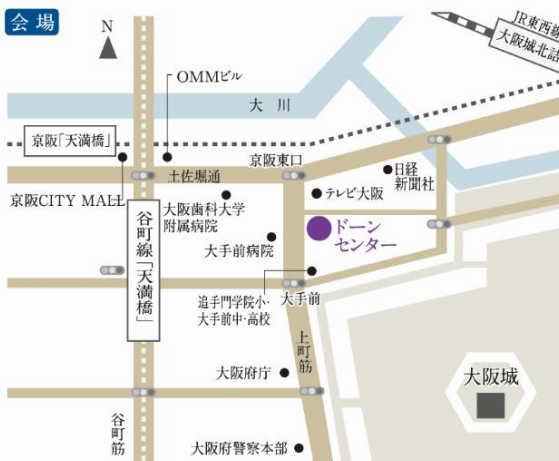 会場
N
OMMビル
JR東西線
大阪城北詰
大川
京阪「天満橋」
京阪東口
土佐堀通
日経
新聞社
京阪CITY MALL
大阪歯科大学
附属病院
テレビ大阪
谷町線「天満橋」
大手前病院
ドーン
センター
追手門学院小・
大手前中・高校
大手前
上町筋
大阪府庁
大阪城
谷町筋
大阪府警察本部